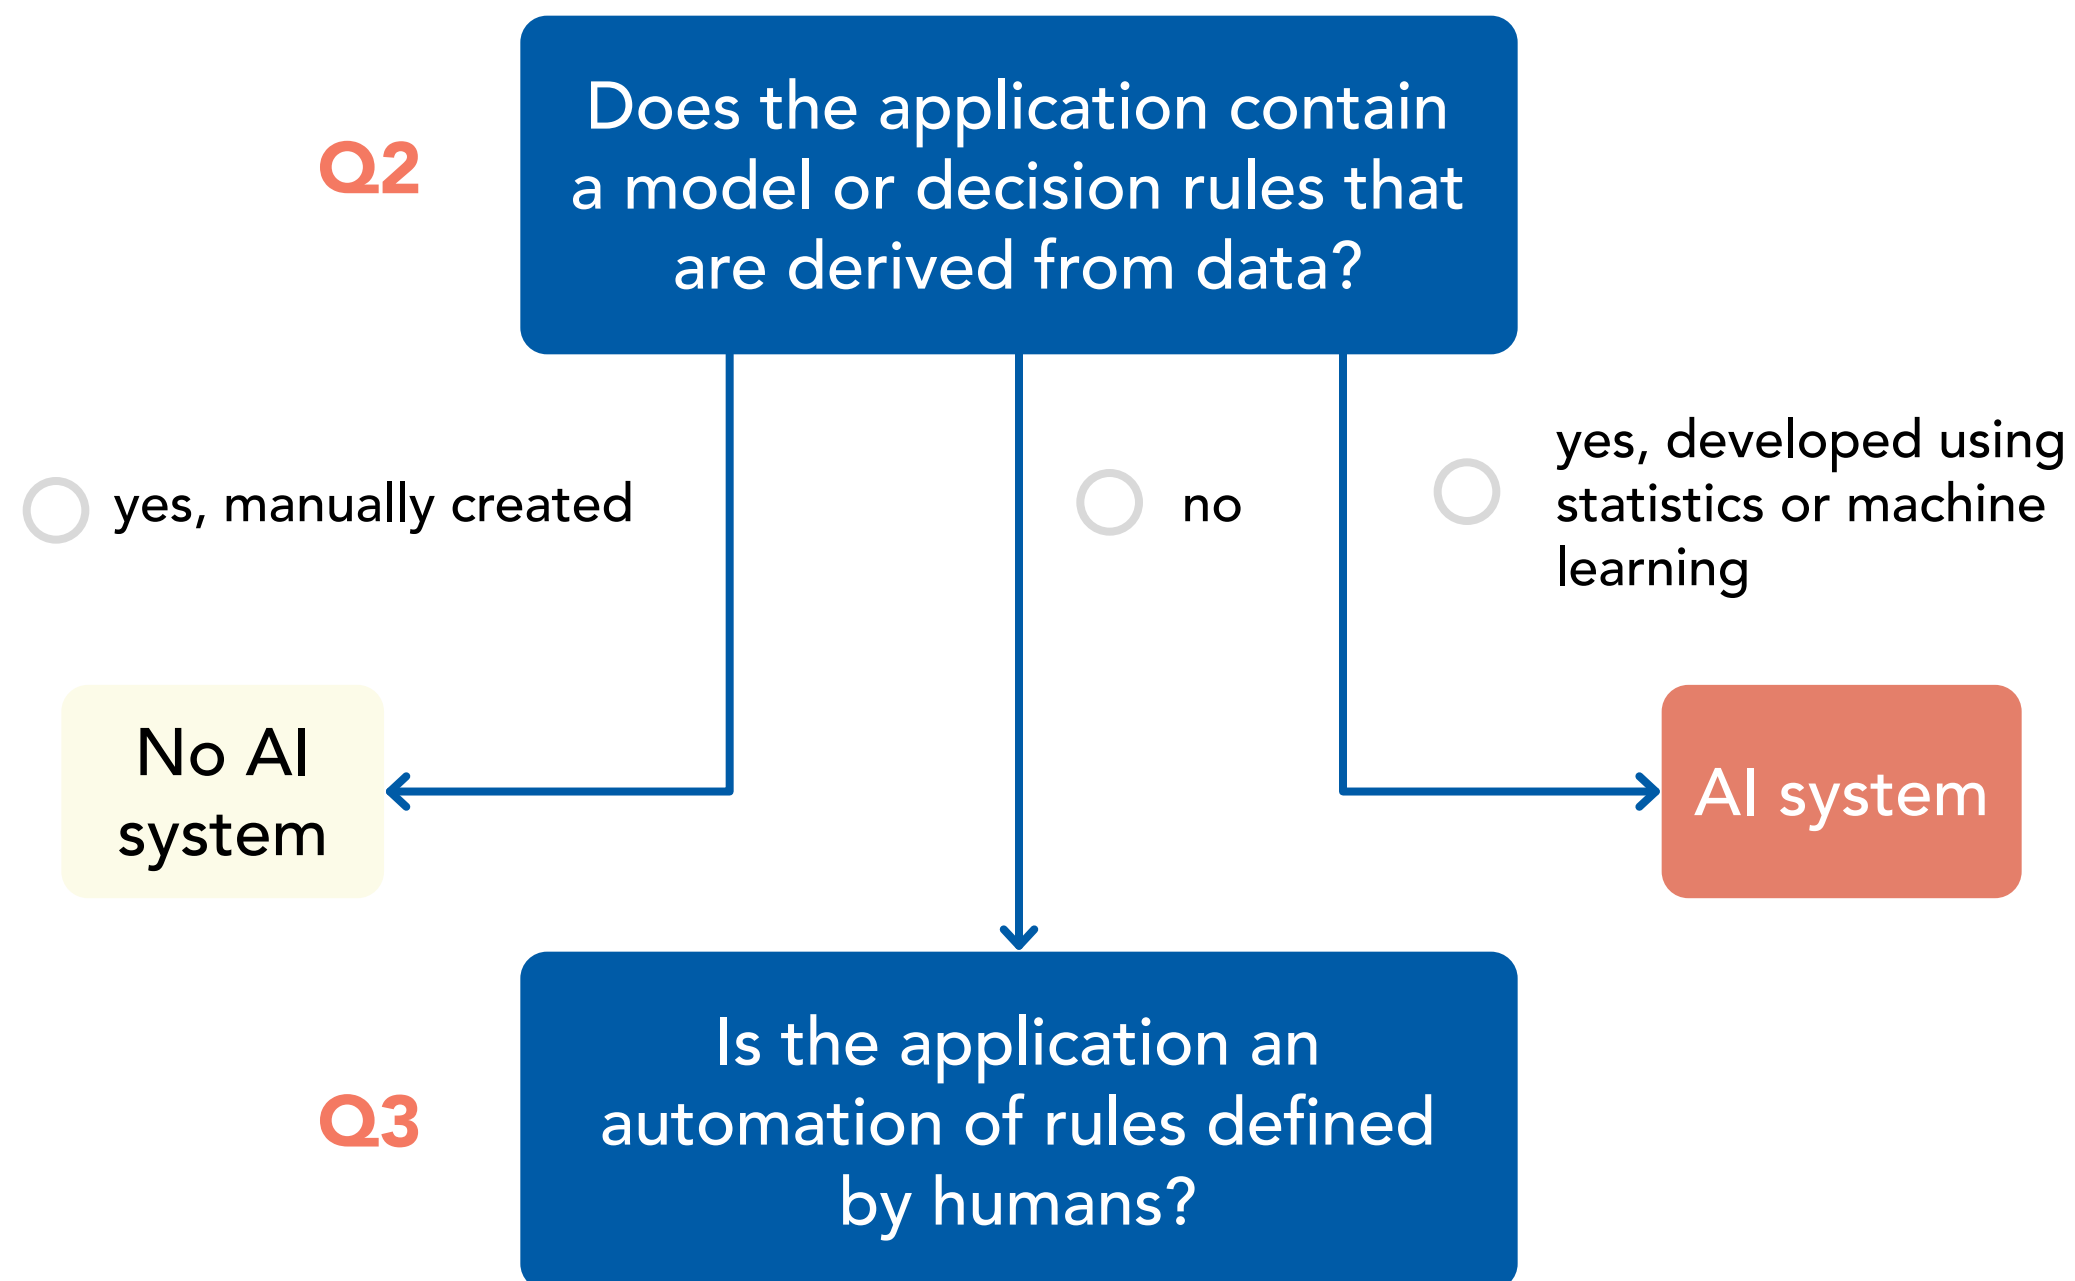 Q2
Does the application contain
a model or decision rules that
are derived from data?
yes, manually created
no
yes, developed using
statistics or machine
learning
No AI
system
AI system
Q3
Is the application an
automation of rules defined
by humans?